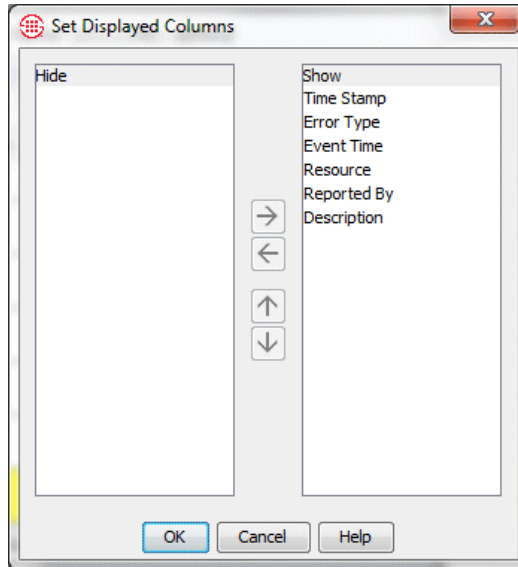 Set Displayed Columns
Hide
Show
Time Stamp
Error Type
Event Time
Resource
Reported By
Description
OK Cancel Help